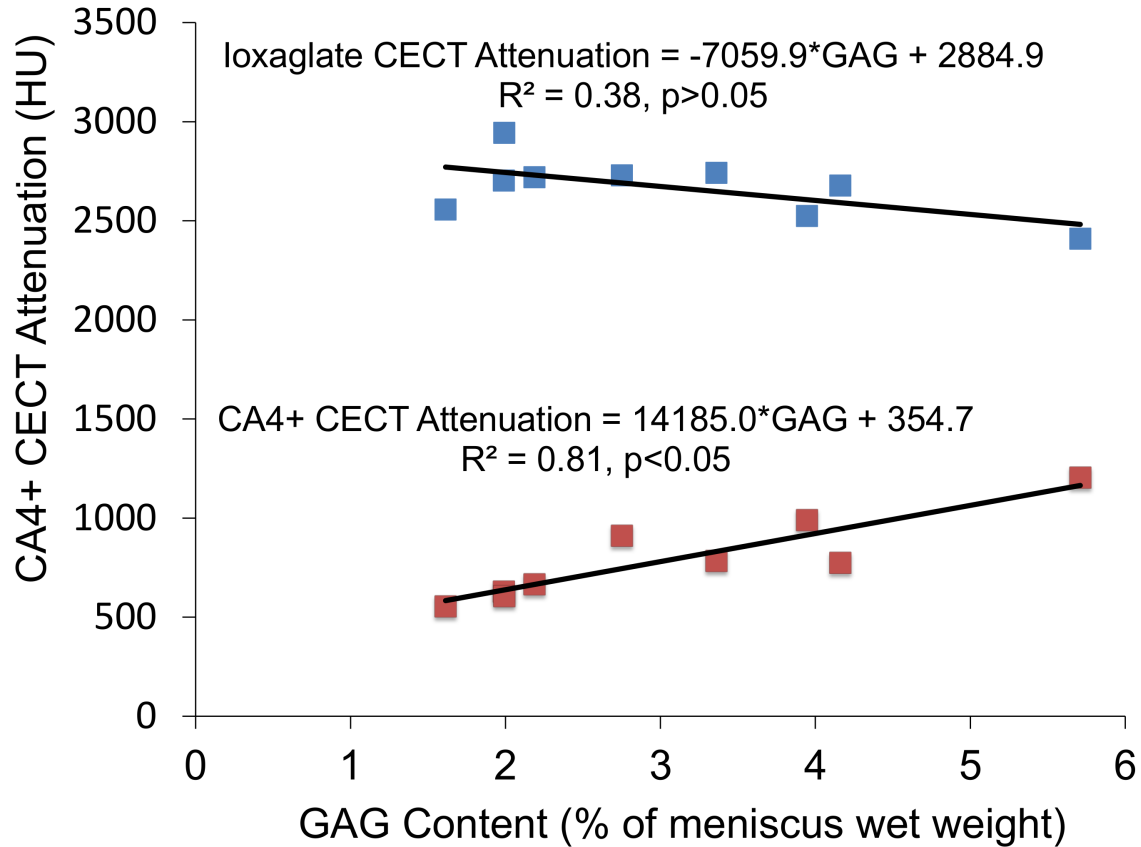 3500
3000
2500
2000
1500
1000
500
0
CA4+ CECT Attenuation (HU)
Ioxaglate CECT Attenuation = -7059.9*GAG + 2884.9
R² = 0.38, p>0.05
CA4+ CECT Attenuation = 14185.0*GAG + 354.7
R² = 0.81, p<0.05
0 1 2 3 4 5 6
GAG Content (% of meniscus wet weight)